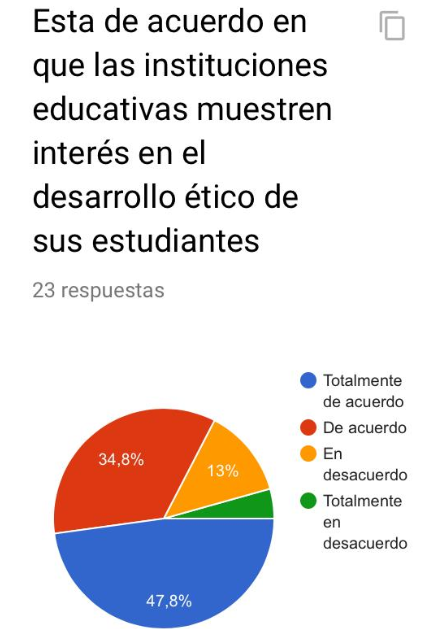 Esta de acuerdo en
que las instituciones
educativas muestren
interés en el
desarrollo ético de
sus estudiantes
23 respuestas
Totalmente
de acuerdo
De acuerdo
En
desacuerdo
Totalmente
en
desacuerdo
34,8%
13%
47,8%